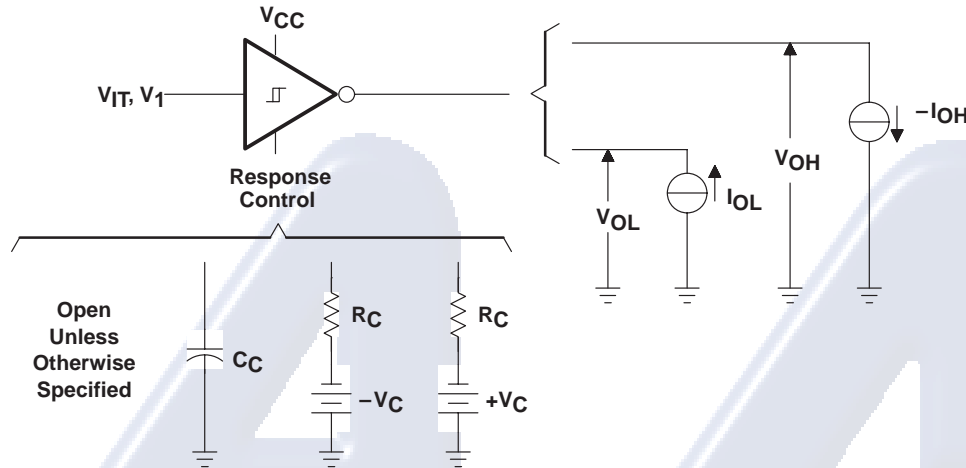 VCC
VIT, V1
Response
Control
VOL
IOL
VOH
–IOH
Open
Unless
Otherwise
Specified
CC
RC
–VC
RC
+VC